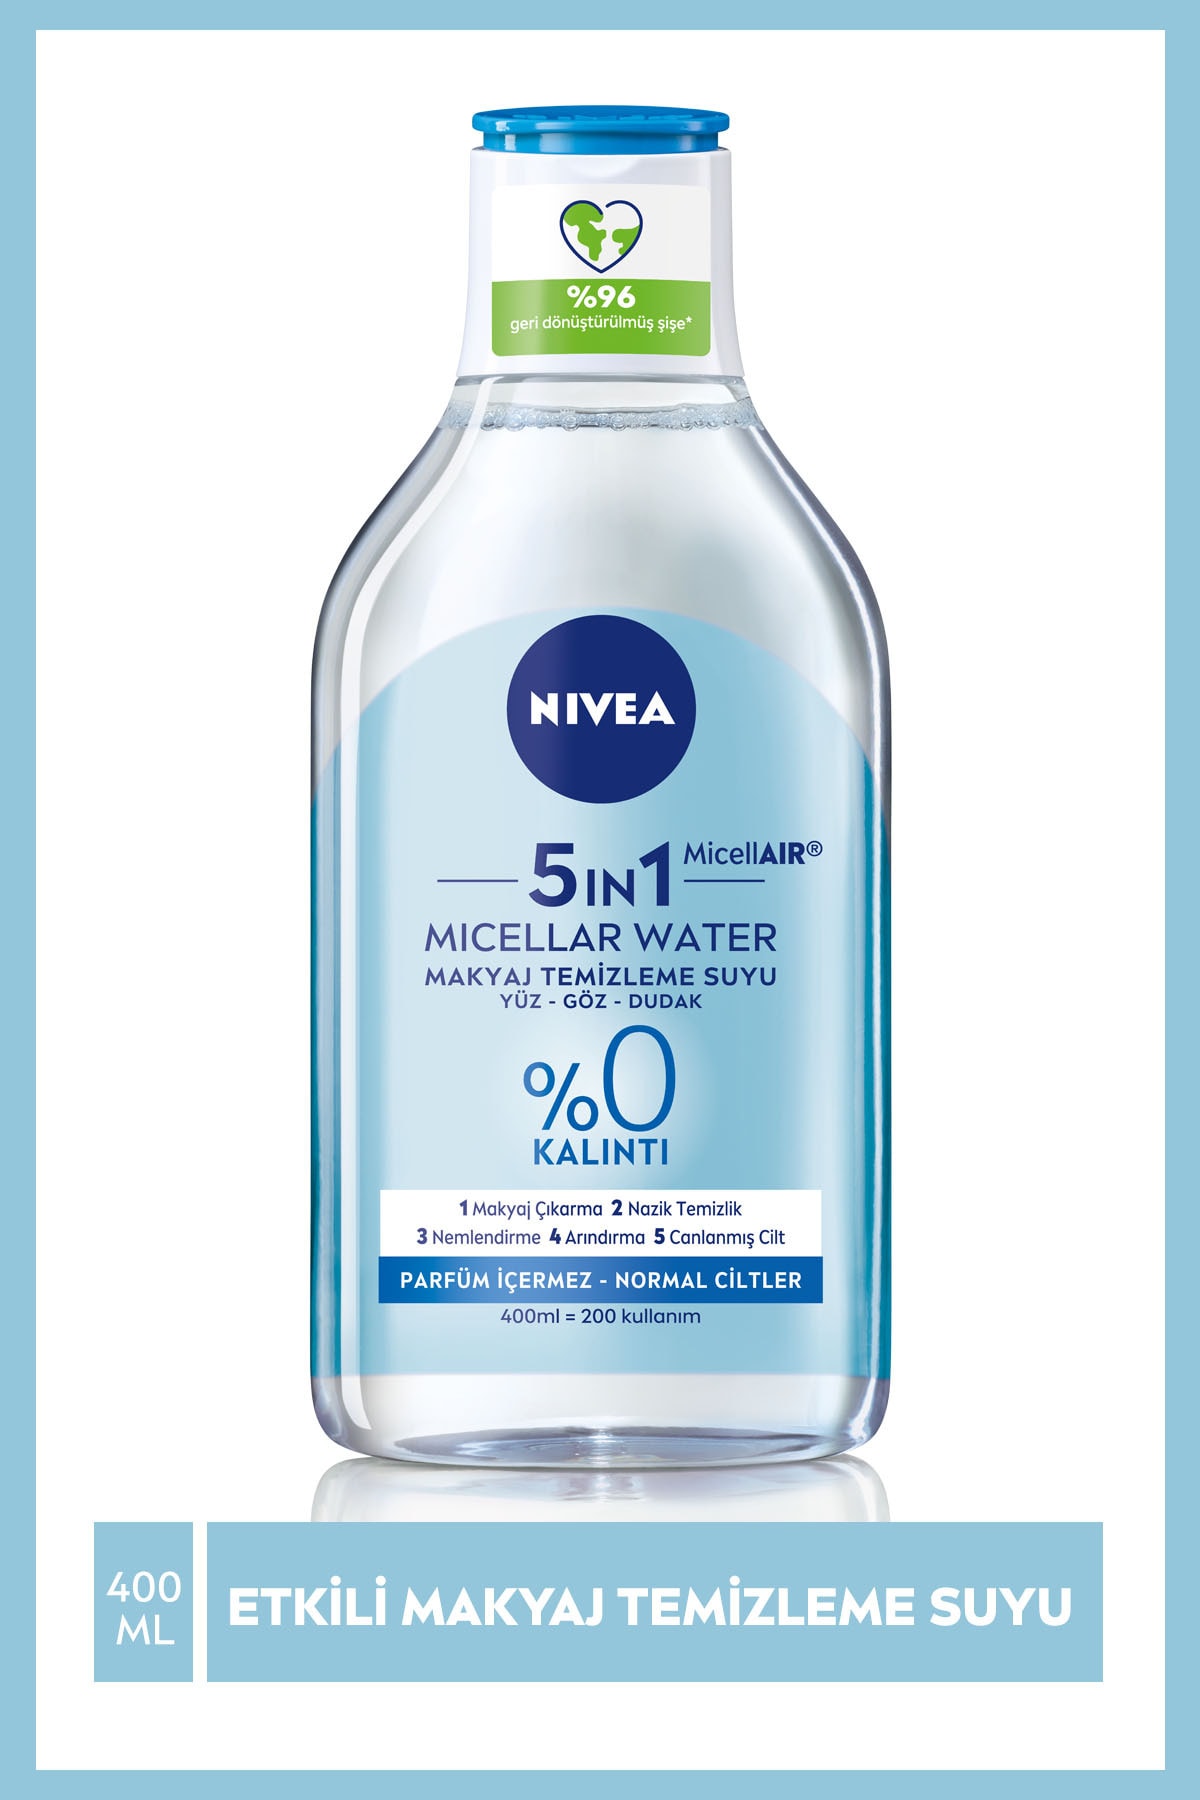 %96
geri dönüştürülmüş şişe*
NIVEA
5IN1 MicellAIR®
MICELLAR WATER
MAKYAJ TEMİZLEME SUYU
YÜZ - GÖZ - DUDAK
%0
KALINTI
1 Makyaj Çıkarma 2 Nazik Temizlik
3 Nemlendirme 4 Arındırma 5 Canlanmış Cilt
PARFÜM İÇERMEZ - NORMAL CİLTLER
400ml = 200 kullanım
400
ML
ETKİLİ MAKYAJ TEMİZLEME SUYU